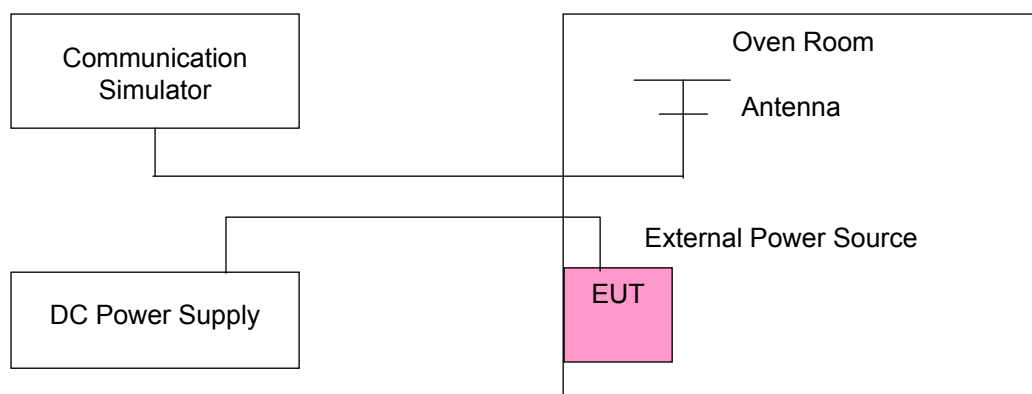 Communication
Simulator
Oven Room
Antenna
External Power Source
EUT
DC Power Supply